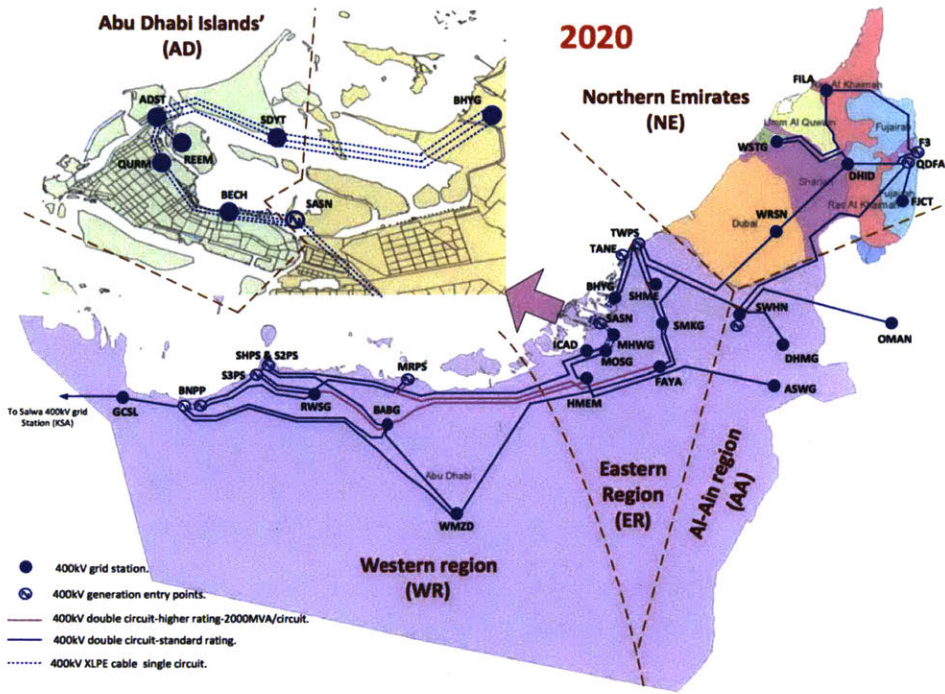 Abu Dhabi Islands'
(AD)
2020
Northern Emirates
(NE)
ADST
SDYT
BHYG
REEM
QURM
BECH
SASN
FILA
Ras Al Khaimah
Umm Al Quwain
Fujairah
F3
WSTG
QDFA
DHID
Sharjah
Fujairah
Ras Al Khaimah
FJCT
WRSN
Dubai
TWPS
TANE
BHYG
SHME
SWHN
SASN
SMKG
OMAN
ICAD
MHWG
MOSG
DHMG
SHPS & S2PS
MRPS
S3PS
FAYA
BNPP
ASWG
HMEM
RWSG
To Salwa 400kV grid
Station (KSA)
GCSL
BABG
Abu Dhabi
WMZD
Eastern
Region
(ER)
Al-Ain region
(AA)
Western region
(WR)
400kV grid station.
400kV generation entry points.
400kV double circuit-higher rating-2000MVA/circuit.
400kV double circuit-standard rating.
400kV XLPE cable single circuit.